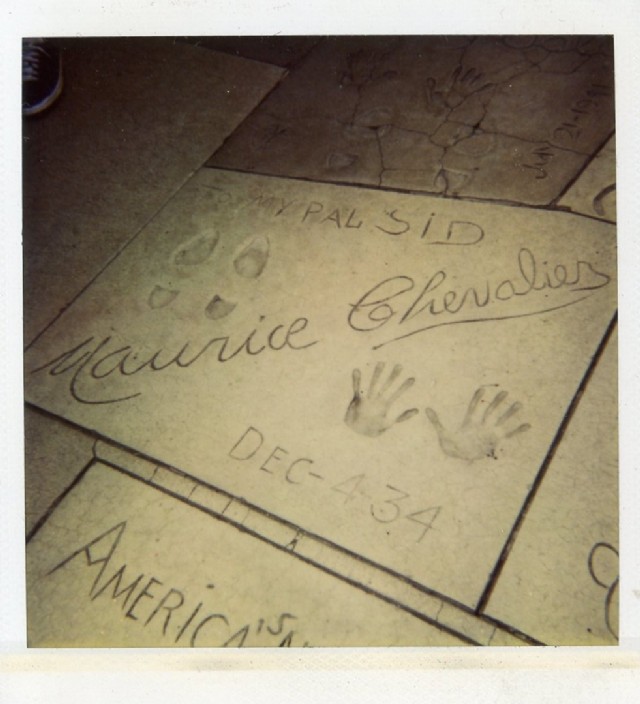 TO MY PAL SID
Maurice Chevalier
DEC-4-34
AMERICA'S